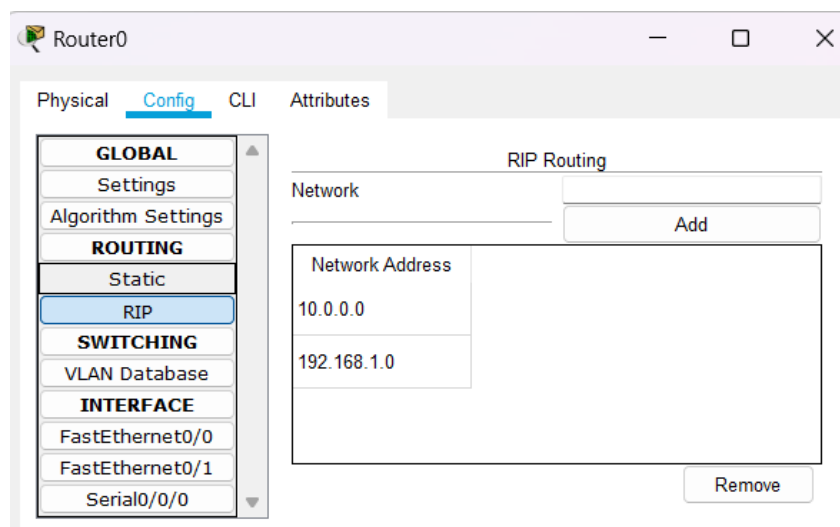 Router0
Physical Config CLI Attributes
GLOBAL
Settings
Algorithm Settings
ROUTING
Static
RIP
SWITCHING
VLAN Database
INTERFACE
FastEthernet0/0
FastEthernet0/1
Serial0/0/0
RIP Routing
Network
Add
Network Address
10.0.0.0
192.168.1.0
Remove